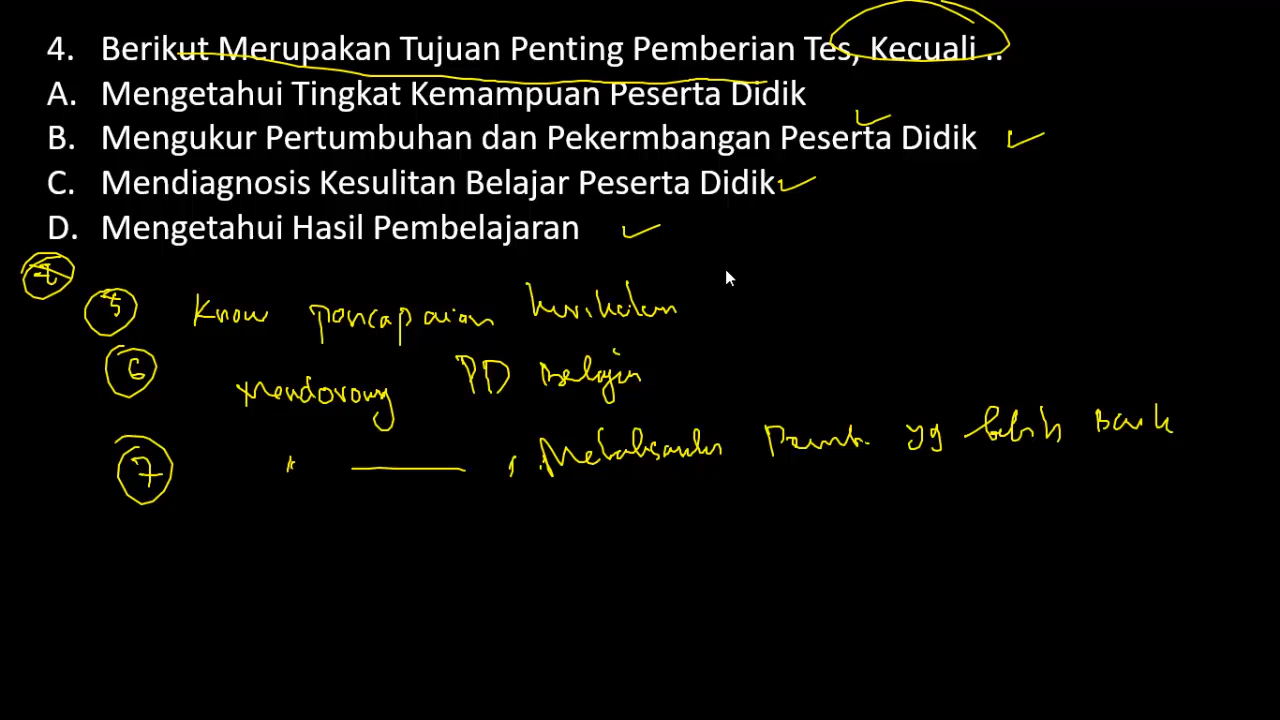 4. Berikut Merupakan Tujuan Penting Pemberian Tes, Kecuali ..
A. Mengetahui Tingkat Kemampuan Peserta Didik
B. Mengukur Pertumbuhan dan Pekermbangan Peserta Didik
C. Mendiagnosis Kesulitan Belajar Peserta Didik
D. Mengetahui Hasil Pembelajaran
5 Know pencapaian kurikulum
6 Mendorong PD Belajar
7 yg lebih Baik